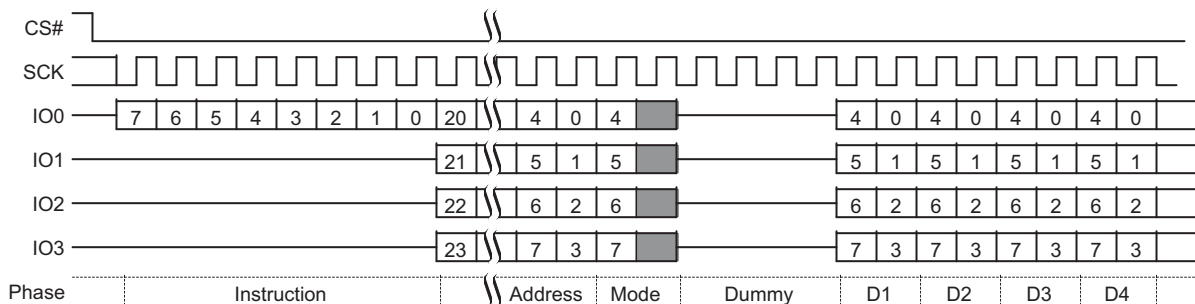 CS#
SCK
IO0 7 6 5 4 3 2 1 0 20 4 0 4 4 0 4 0 4 0 4 0
IO1 21 5 1 5 5 1 5 1 5 1 5 1
IO2 22 6 2 6 6 2 6 2 6 2 6 2
IO3 23 7 3 7 7 3 7 3 7 3 7 3
Phase Instruction Address Mode Dummy D1 D2 D3 D4